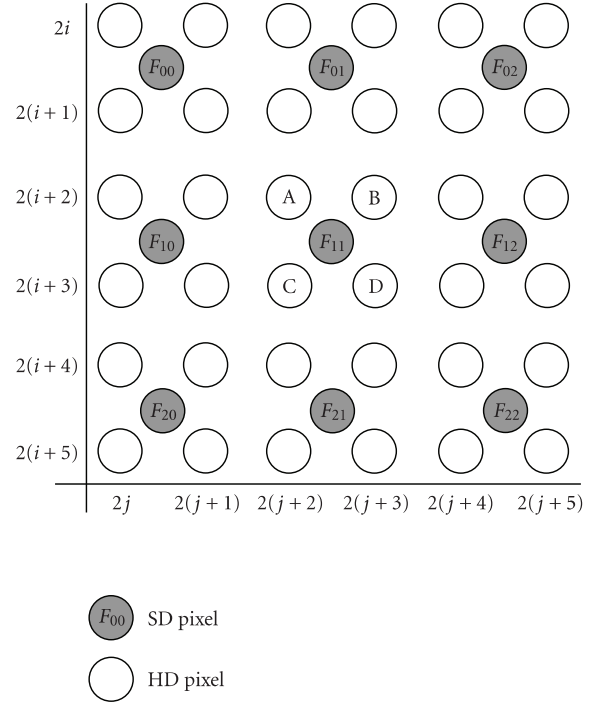 2i
F₀₀ F₀₁ F₀₂
2(i + 1)
2(i + 2) A B
F₁₀ F₁₁ F₁₂
2(i + 3) C D
2(i + 4)
F₂₀ F₂₁ F₂₂
2(i + 5)
2j 2(j + 1) 2(j + 2) 2(j + 3) 2(j + 4) 2(j + 5)
F₀₀ SD pixel
HD pixel